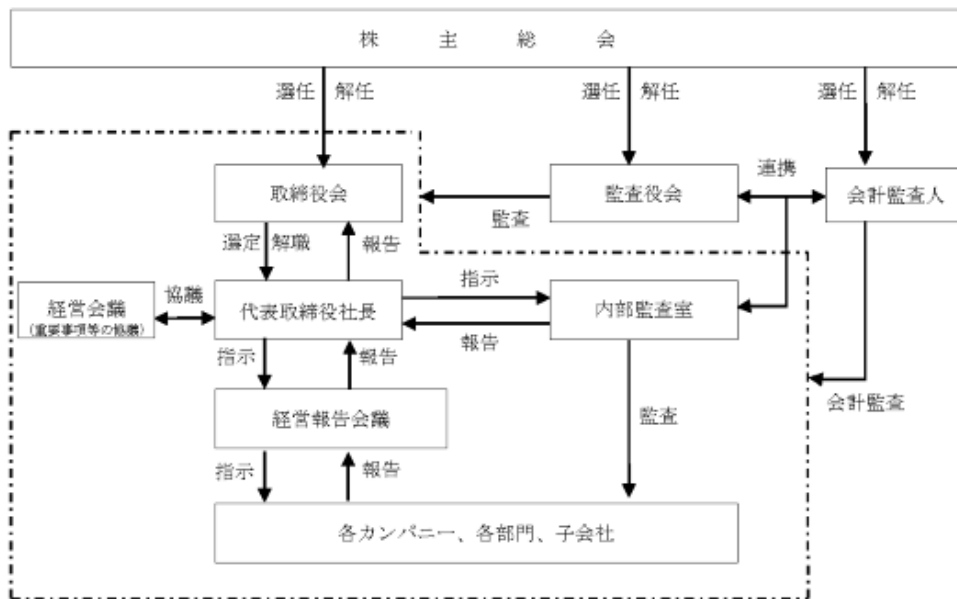 株主総会
選任 解任
選任 解任
選任 解任
取締役会
監査役会
連携
会計監査人
監査
選定 解職
報告
指示
経営会議
(重要事項等の協議)
協議
代表取締役社長
内部監査室
報告
指示
報告
会計監査
経営報告会議
監査
指示
報告
各カンパニー、各部門、子会社